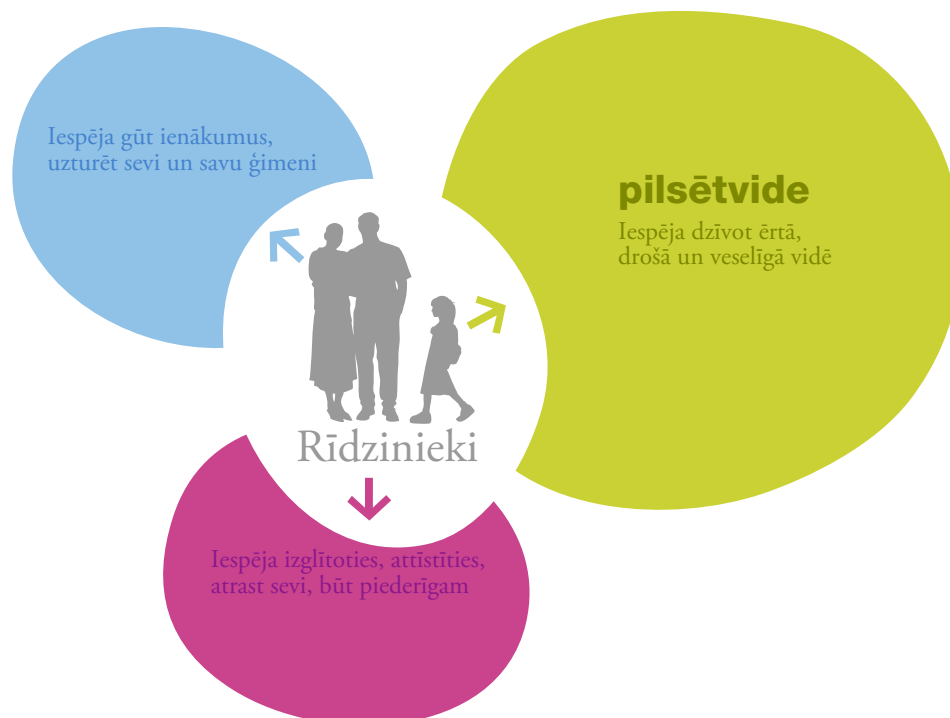 Iespēja gūt ienākumus,
uzturēt sevi un savu ģimeni
pilsētvide
Iespēja dzīvot ērtā,
drošā un veselīgā vidē
Rīdzinieki
Iespēja izglītoties, attīstīties,
atrast sevi, būt piederīgam